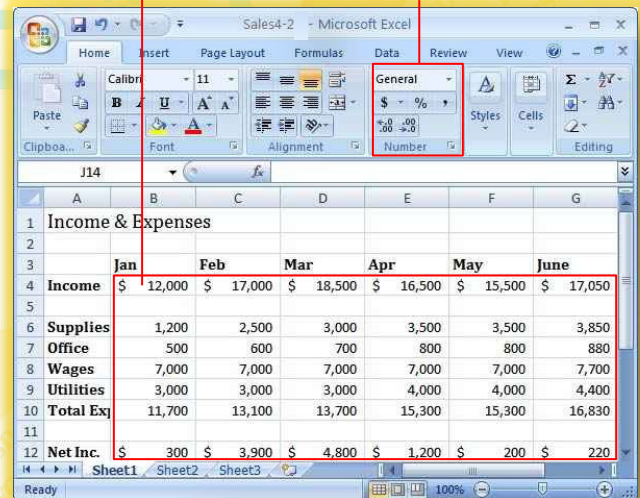 Sales4-2 - Microsoft Excel
Home Insert Page Layout Formulas Data Review View
Calibri 11 General
B I U A A $ % ,
Paste Styles Cells
Clipboa... Font Alignment Number Editing
J14 fx
A B C D E F G
1 Income & Expenses
2
3 Jan Feb Mar Apr May June
4 Income $ 12,000 $ 17,000 $ 18,500 $ 16,500 $ 15,500 $ 17,050
5
6 Supplies 1,200 2,500 3,000 3,500 3,500 3,850
7 Office 500 600 700 800 800 880
8 Wages 7,000 7,000 7,000 7,000 7,000 7,700
9 Utilities 3,000 3,000 3,000 4,000 4,000 4,400
10 Total Exp 11,700 13,100 13,700 15,300 15,300 16,830
11
12 Net Inc. $ 300 $ 3,900 $ 4,800 $ 1,200 $ 200 $ 220
Sheet1 Sheet2 Sheet3
Ready 100%